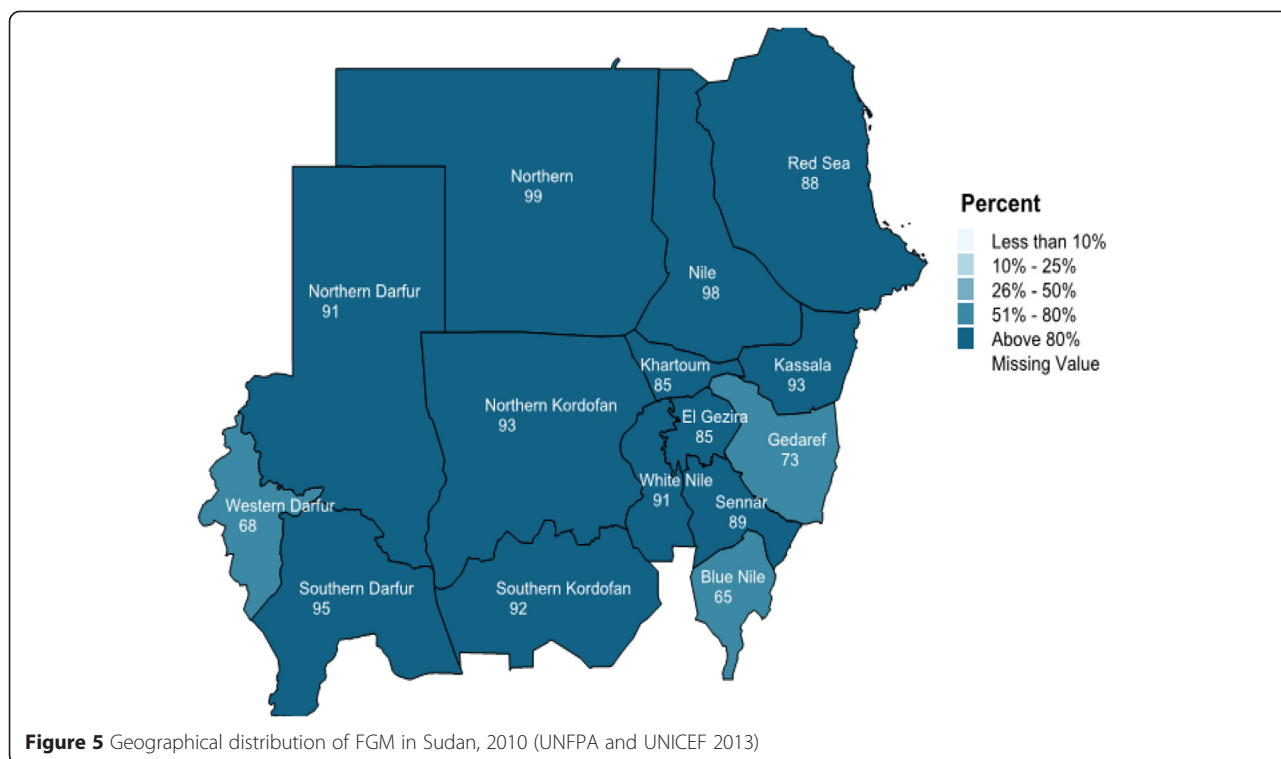 Northern
99
Red Sea
88
Nile
98
Northern Darfur
91
Khartoum
85
Kassala
93
Northern Kordofan
93
El Gezira
85
Gedaref
73
White Nile
91
Sennar
89
Western Darfur
68
Blue Nile
65
Southern Darfur
95
Southern Kordofan
92
Percent
Less than 10%
10% - 25%
26% - 50%
51% - 80%
Above 80%
Missing Value
Figure 5 Geographical distribution of FGM in Sudan, 2010 (UNFPA and UNICEF 2013)